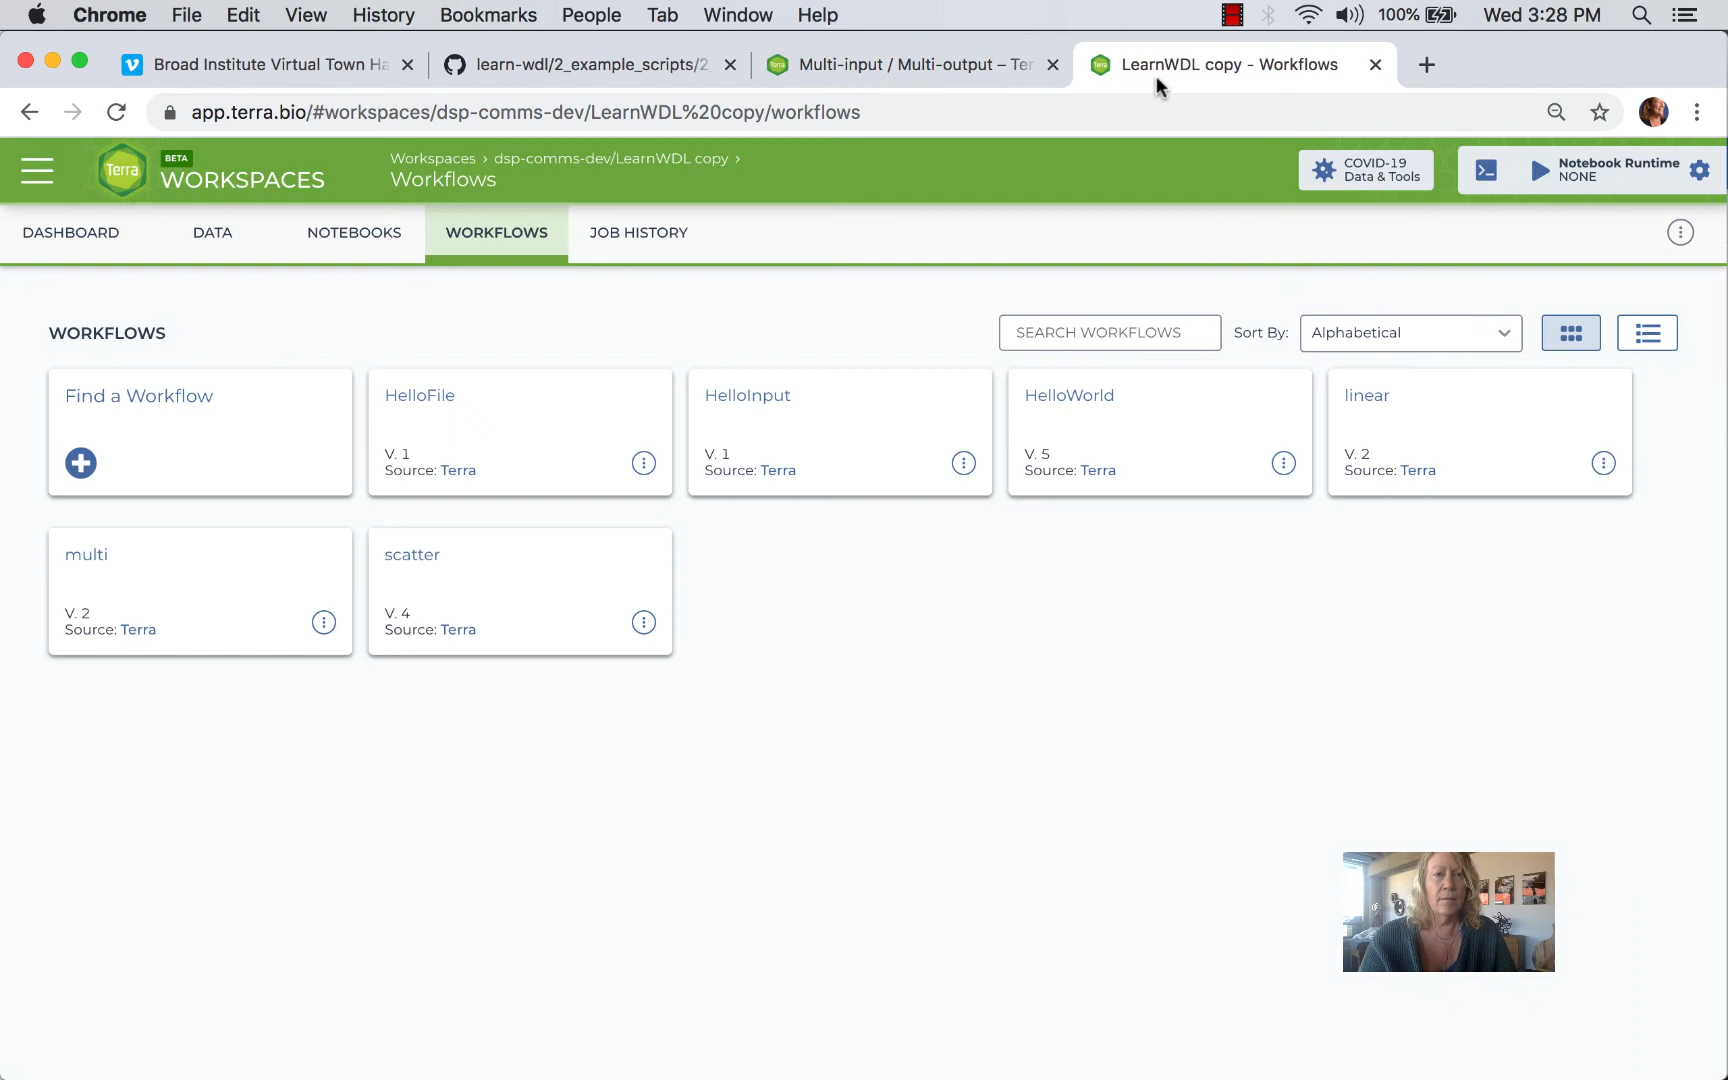 Chrome File Edit View History Bookmarks People Tab Window Help 100% Wed 3:28 PM
Broad Institute Virtual Town Ha learn-wdl/2_example_scripts/2_ Multi-input / Multi-output – Ter LearnWDL copy - Workflows
app.terra.bio/#workspaces/dsp-comms-dev/LearnWDL%20copy/workflows
Terra BETA WORKSPACES
Workspaces › dsp-comms-dev/LearnWDL copy ›
Workflows
COVID-19
Data & Tools
Notebook Runtime
NONE
DASHBOARD DATA NOTEBOOKS WORKFLOWS JOB HISTORY
WORKFLOWS SEARCH WORKFLOWS Sort By: Alphabetical
Find a Workflow
HelloFile
V. 1
Source: Terra
HelloInput
V. 1
Source: Terra
HelloWorld
V. 5
Source: Terra
linear
V. 2
Source: Terra
multi
V. 2
Source: Terra
scatter
V. 4
Source: Terra